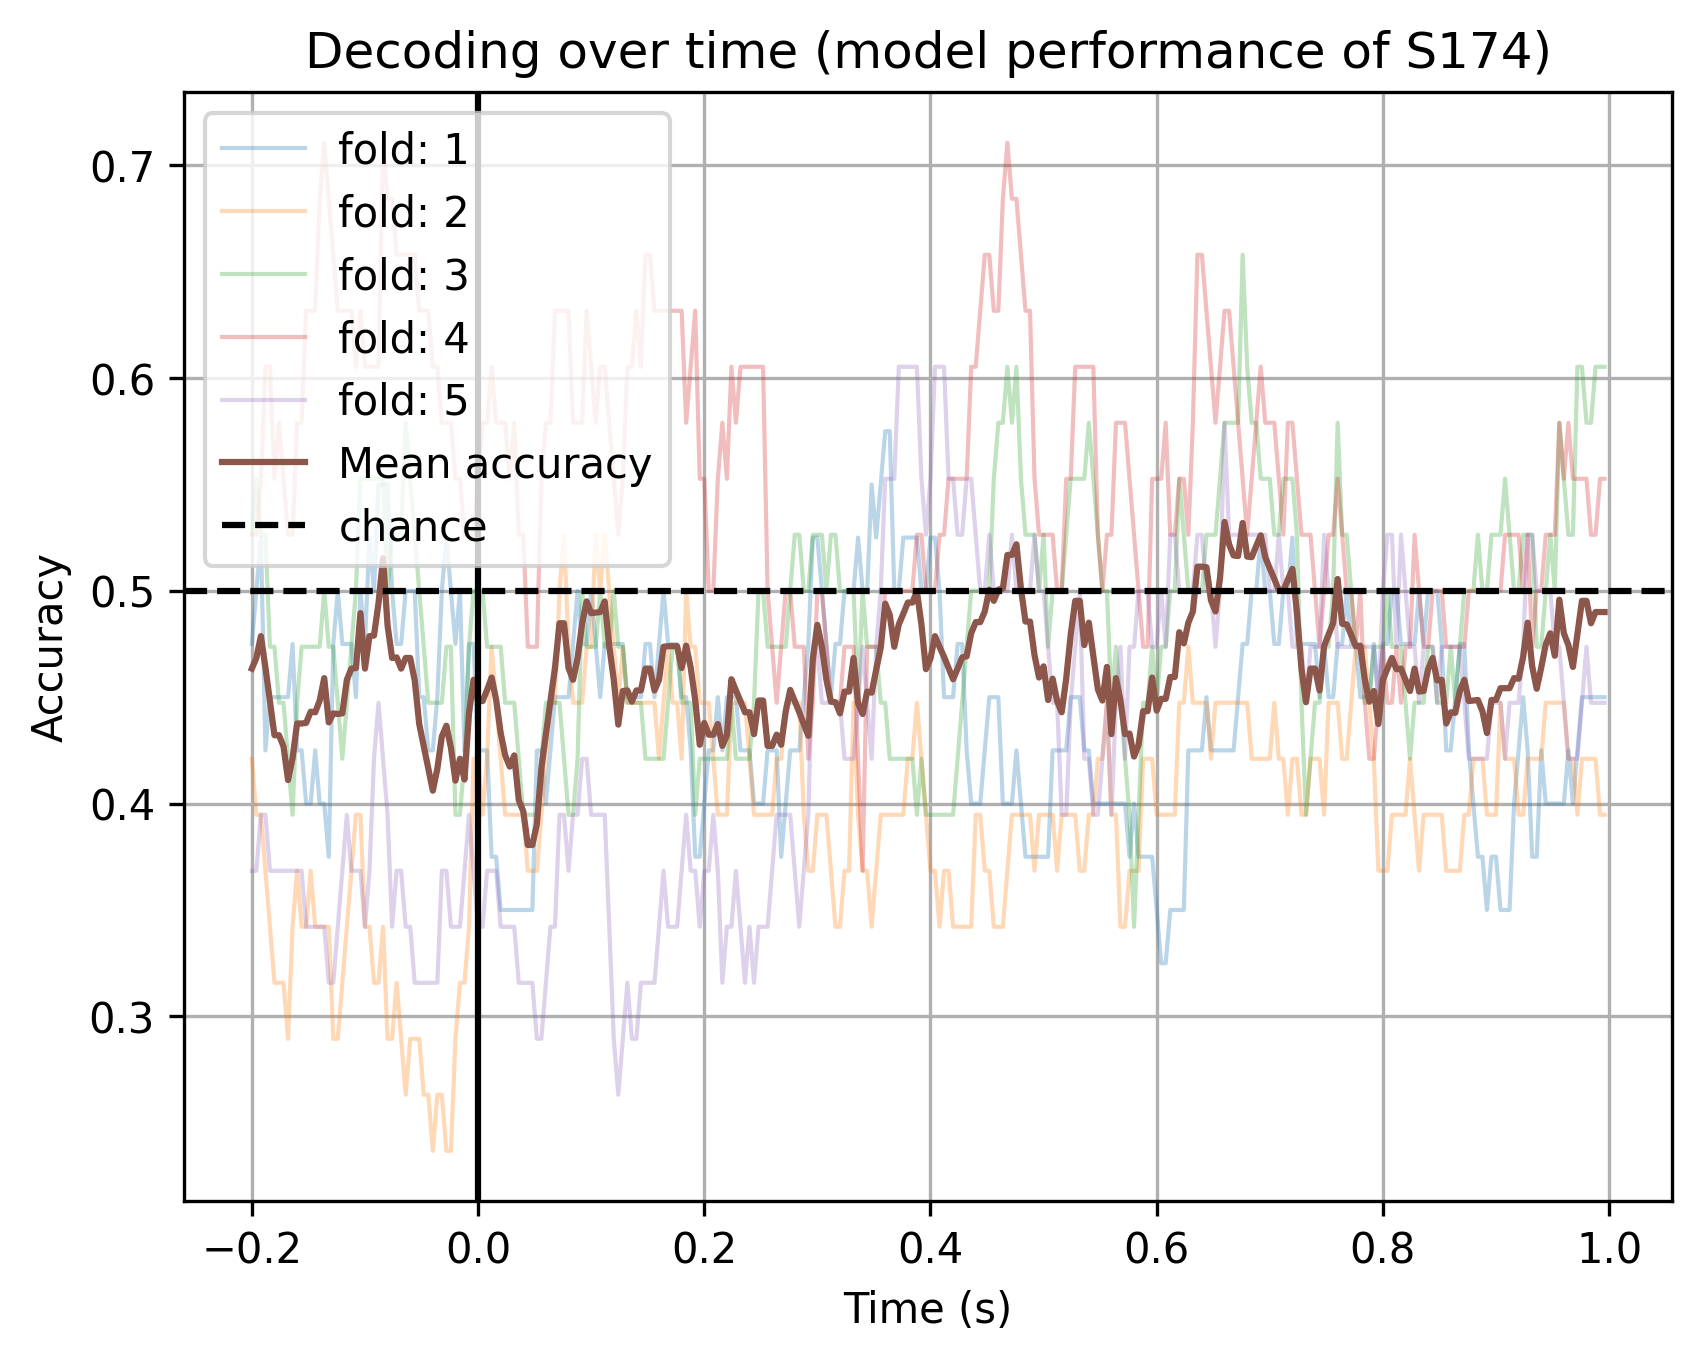 Decoding over time (model performance of S174)
fold: 1
fold: 2
fold: 3
fold: 4
fold: 5
Mean accuracy
chance
Accuracy
0.7
0.6
0.5
0.4
0.3
−0.2 0.0 0.2 0.4 0.6 0.8 1.0
Time (s)